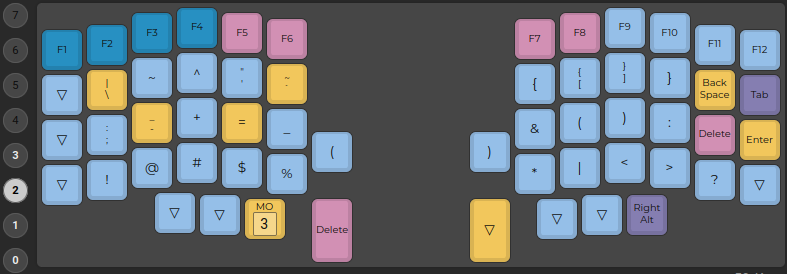 7
6
5
4
3
2
1
0
F1
F2
F3
F4
F5
F6
F7
F8
F9
F10
F11
F12
▽
|
\
~
^
"
'
~
`
{
{
[
}
]
}
Back
Space
Tab
▽
:
;
_
-
+
=
_
&
(
)
:
Delete
Enter
▽
!
@
#
$
%
(
)
*
|
<
>
?
▽
▽
▽
MO
3
Delete
▽
▽
▽
Right
Alt